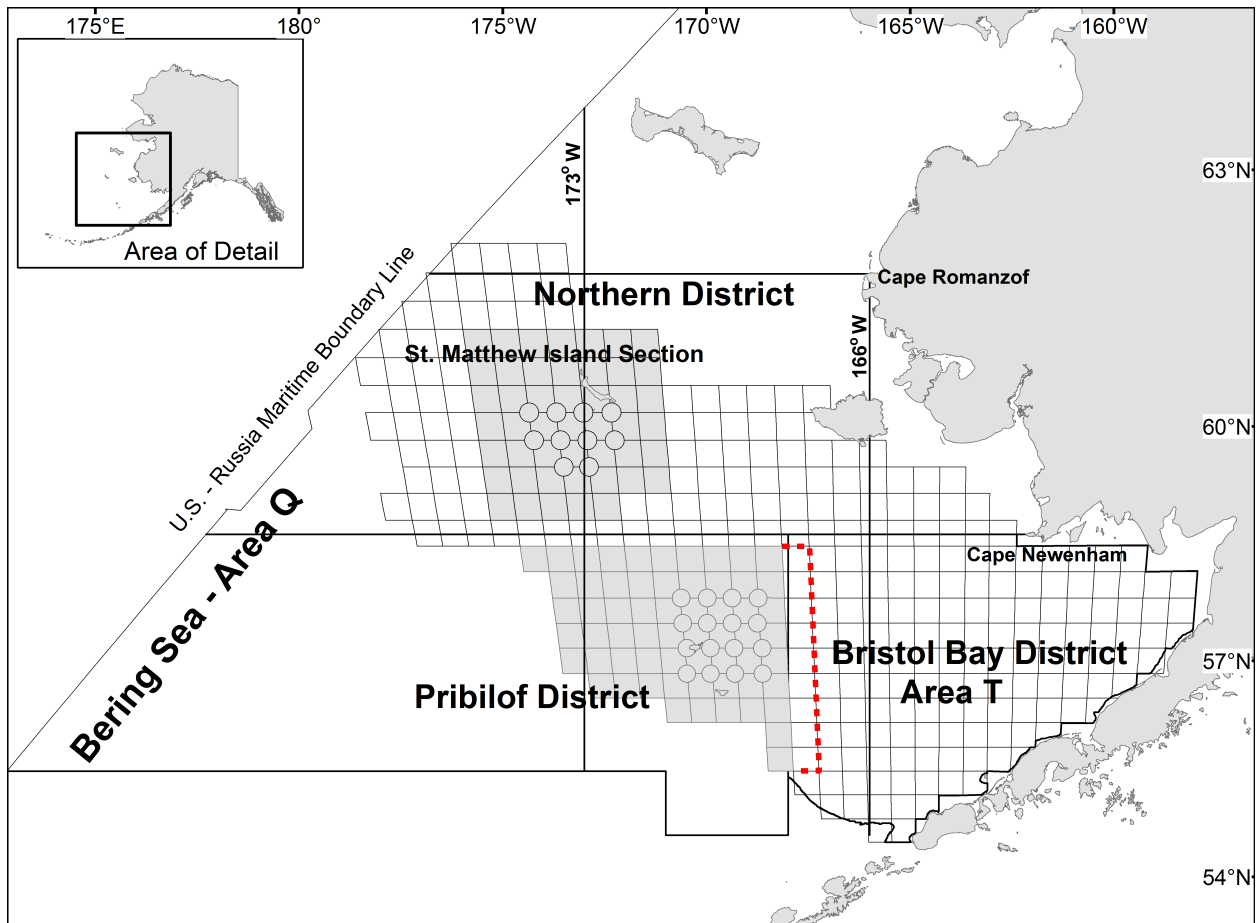 175°E
180°
175°W
170°W
165°W
160°W
Area of Detail
63°N
173° W
Cape Romanzof
Northern District
U.S. - Russia Maritime Boundary Line
166° W
St. Matthew Island Section
60°N
Bering Sea - Area Q
Cape Newenham
57°N
Bristol Bay District
Area T
Pribilof District
54°N